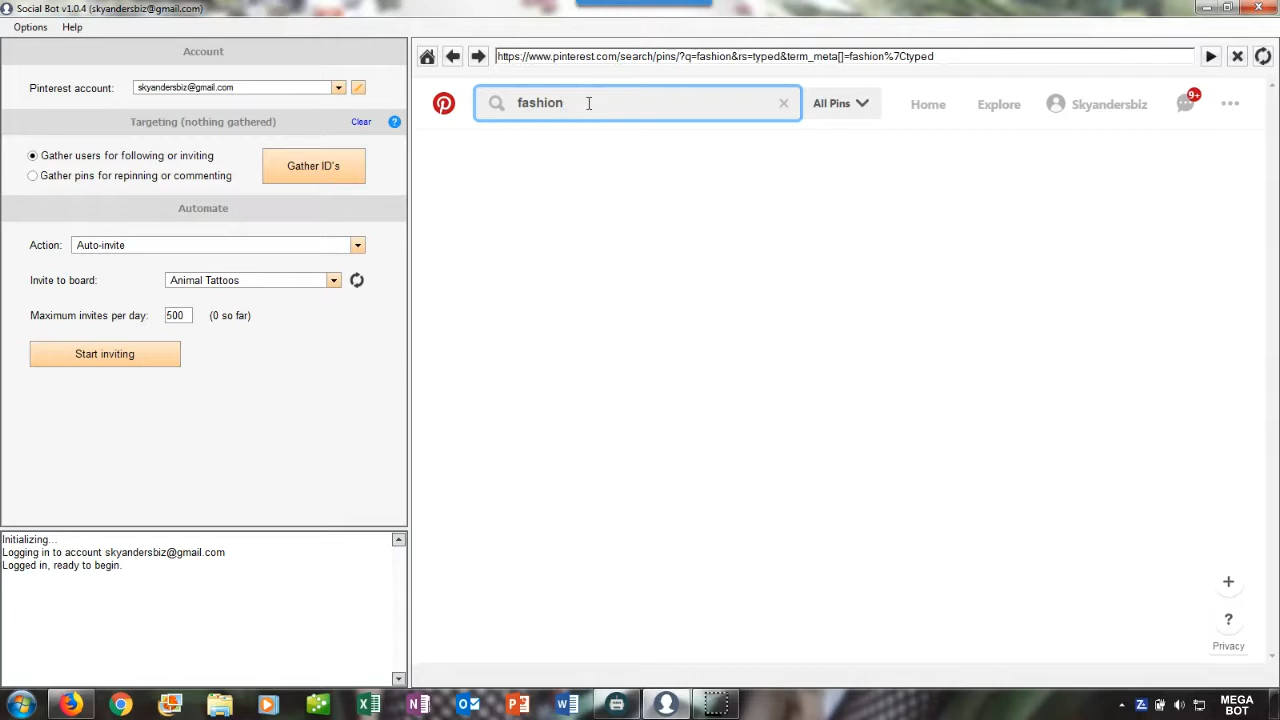 Social Bot v1.0.4 (skyandersbiz@gmail.com)
Options Help
Account
Pinterest account: skyandersbiz@gmail.com
Targeting (nothing gathered) Clear ?
Gather users for following or inviting
Gather pins for repinning or commenting
Gather ID's
Automate
Action: Auto-invite
Invite to board: Animal Tattoos
Maximum invites per day: 500 (0 so far)
Start inviting
Initializing...
Logging in to account skyandersbiz@gmail.com
Logged in, ready to begin.
https://www.pinterest.com/search/pins/?q=fashion&rs=typed&term_meta[]=fashion%7Ctyped
fashion All Pins Home Explore Skyandersbiz 9+
?
Privacy
MEGA
BOT